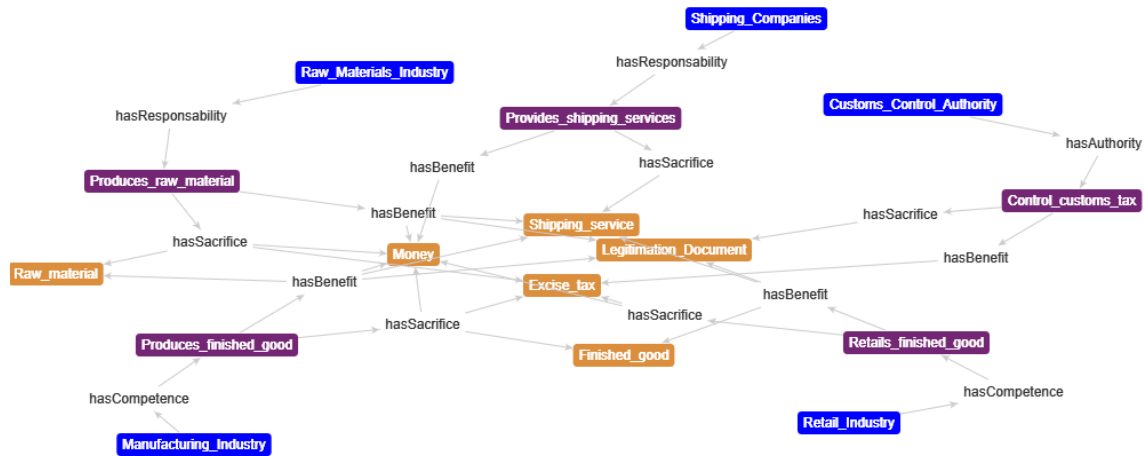 Shipping_Companies
hasResponsability
Raw_Materials_Industry
Customs_Control_Authority
hasResponsability
Provides_shipping_services
hasAuthority
hasBenefit
hasSacrifice
Produces_raw_material
Control_customs_tax
hasBenefit
hasSacrifice
Shipping_service
hasSacrifice
Money
Legitimation_Document
hasBenefit
Raw_material
hasBenefit
Excise_tax
hasBenefit
hasSacrifice
hasSacrifice
Produces_finished_good
Retails_finished_good
Finished_good
hasCompetence
hasCompetence
Retail_Industry
Manufacturing_Industry